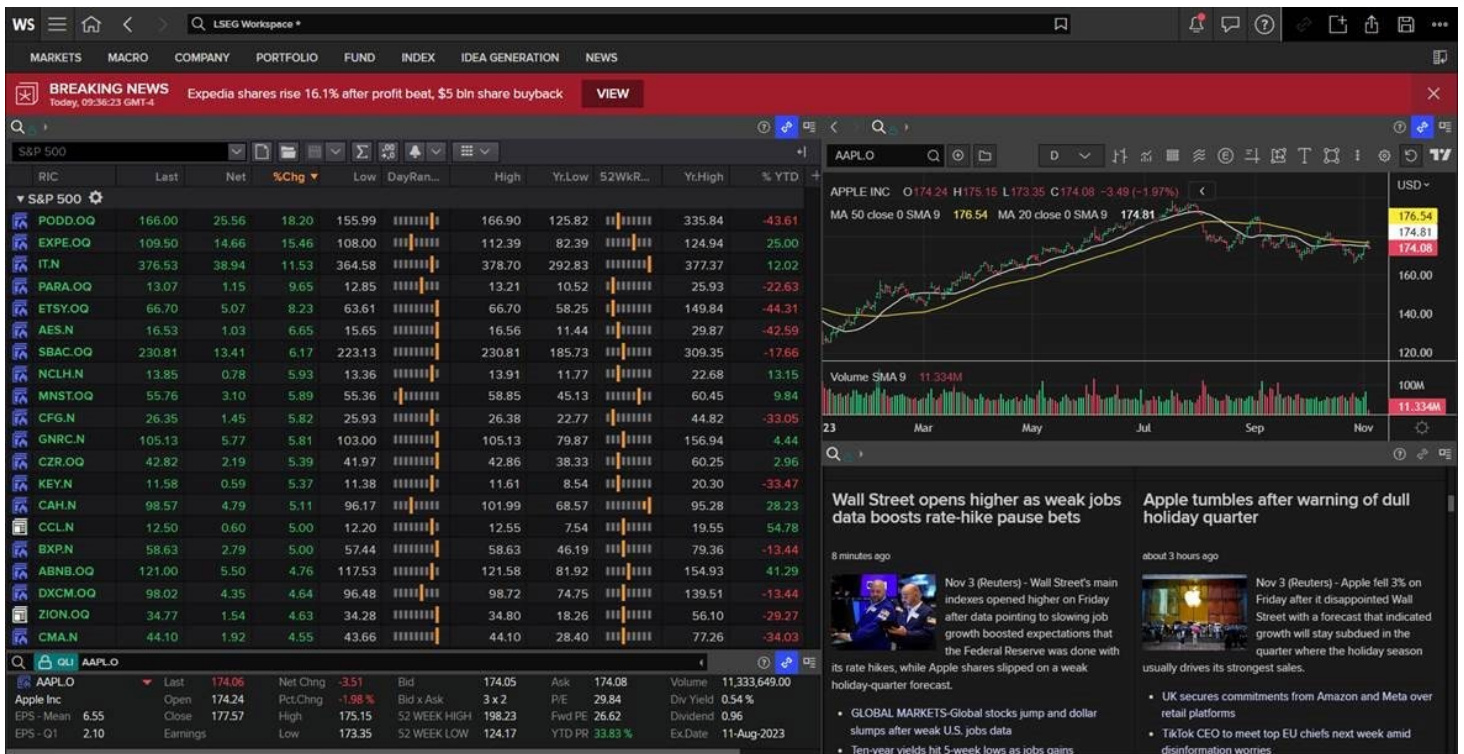 WS LSEG Workspace *
MARKETS MACRO COMPANY PORTFOLIO FUND INDEX IDEA GENERATION NEWS
BREAKING NEWS
Today, 09:36:23 GMT-4
Expedia shares rise 16.1% after profit beat, $5 bln share buyback VIEW
S&P 500
RIC Last Net %Chg ▼ Low DayRan... High Yr.Low 52WkR... Yr.High % YTD
▾ S&P 500
PODD.OQ 166.00 25.56 18.20 155.99 166.90 125.82 335.84 -43.61
EXPE.OQ 109.50 14.66 15.46 108.00 112.39 82.39 124.94 25.00
IT.N 376.53 38.94 11.53 364.58 378.70 292.83 377.37 12.02
PARA.OQ 13.07 1.15 9.65 12.85 13.21 10.52 25.93 -22.63
ETSY.OQ 66.70 5.07 8.23 63.61 66.70 58.25 149.84 -44.31
AES.N 16.53 1.03 6.65 15.65 16.56 11.44 29.87 -42.59
SBAC.OQ 230.81 13.41 6.17 223.13 230.81 185.73 309.35 -17.66
NCLH.N 13.85 0.78 5.93 13.36 13.91 11.77 22.68 13.15
MNST.OQ 55.76 3.10 5.89 55.36 58.85 45.13 60.45 9.84
CFG.N 26.35 1.45 5.82 25.93 26.38 22.77 44.82 -33.05
GNRC.N 105.13 5.77 5.81 103.00 105.13 79.87 156.94 4.44
CZR.OQ 42.82 2.19 5.39 41.97 42.86 38.33 60.25 2.96
KEY.N 11.58 0.59 5.37 11.38 11.61 8.54 20.30 -33.47
CAH.N 98.57 4.79 5.11 96.17 101.99 68.57 95.28 28.23
CCL.N 12.50 0.60 5.00 12.20 12.55 7.54 19.55 54.78
BXP.N 58.63 2.79 5.00 57.44 58.63 46.19 79.36 -13.44
ABNB.OQ 121.00 5.50 4.76 117.53 121.58 81.92 154.93 41.29
DXCM.OQ 98.02 4.35 4.64 96.48 98.72 74.75 139.51 -13.44
ZION.OQ 34.77 1.54 4.63 34.28 34.80 18.26 56.10 -29.27
CMA.N 44.10 1.92 4.55 43.66 44.10 28.40 77.26 -34.03
QLI AAPL.O
AAPL.O Last 174.06 Net Chng -3.51 Bid 174.05 Ask 174.08 Volume 11,333,649.00
Apple Inc Open 174.24 Pct.Chng -1.98 % Bid x Ask 3 x 2 P/E 29.84 Div Yield 0.54 %
EPS - Mean 6.55 Close 177.57 High 175.15 52 WEEK HIGH 198.23 Fwd PE 26.62 Dividend 0.96
EPS - Q1 2.10 Earnings Low 173.35 52 WEEK LOW 124.17 YTD PR 33.83 % Ex.Date 11-Aug-2023
AAPL.O D
APPLE INC O174.24 H175.15 L173.35 C174.08 -3.49 (-1.97%) USD
MA 50 close 0 SMA 9 176.54 MA 20 close 0 SMA 9 174.81
176.54
174.81
174.08
160.00
140.00
120.00
Volume SMA 9 11.334M
100M
11.334M
23 Mar May Jul Sep Nov
Wall Street opens higher as weak jobs
data boosts rate-hike pause bets
8 minutes ago
Nov 3 (Reuters) - Wall Street's main
indexes opened higher on Friday
after data pointing to slowing job
growth boosted expectations that
the Federal Reserve was done with
its rate hikes, while Apple shares slipped on a weak
holiday-quarter forecast.
• GLOBAL MARKETS-Global stocks jump and dollar
slumps after weak U.S. jobs data
• Ten-year yields hit 5-week lows as jobs gains
Apple tumbles after warning of dull
holiday quarter
about 3 hours ago
Nov 3 (Reuters) - Apple fell 3% on
Friday after it disappointed Wall
Street with a forecast that indicated
growth will stay subdued in the
quarter where the holiday season
usually drives its strongest sales.
• UK secures commitments from Amazon and Meta over
retail platforms
• TikTok CEO to meet top EU chiefs next week amid
disinformation worries